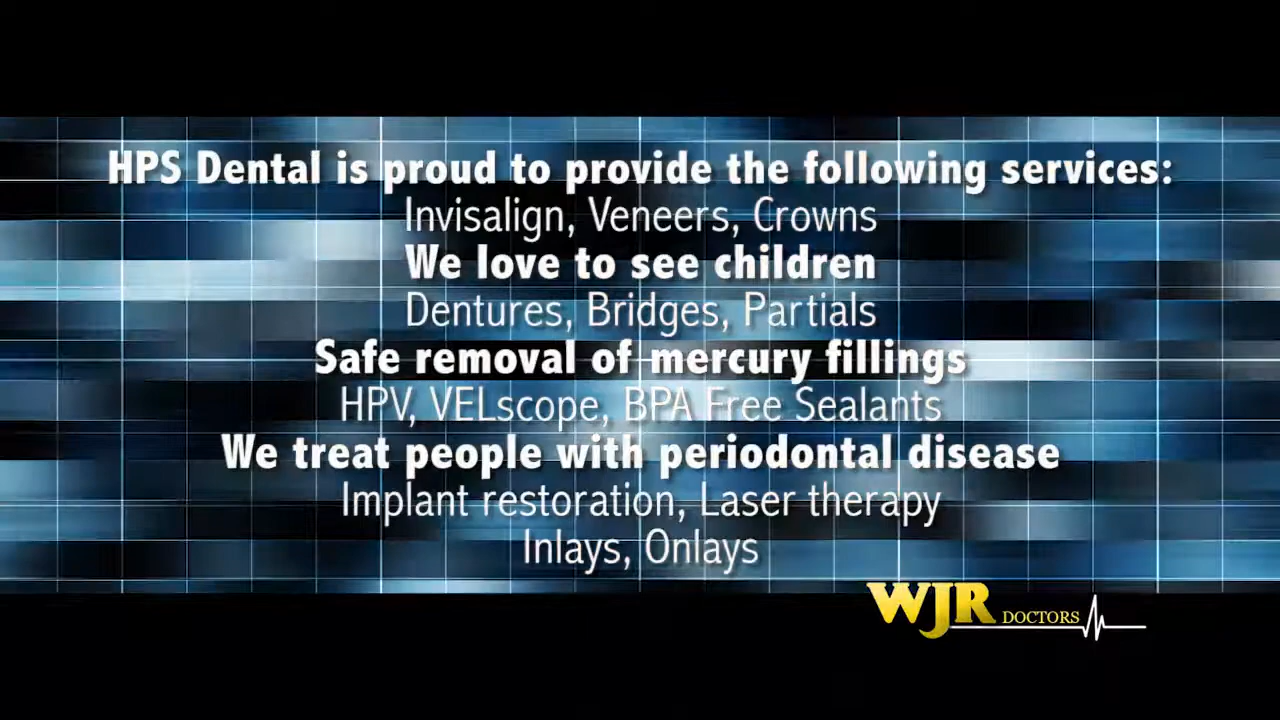 HPS Dental is proud to provide the following services:
Invisalign, Veneers, Crowns
We love to see children
Dentures, Bridges, Partials
Safe removal of mercury fillings
HPV, VELscope, BPA Free Sealants
We treat people with periodontal disease
Implant restoration, Laser therapy
Inlays, Onlays
WJR DOCTORS